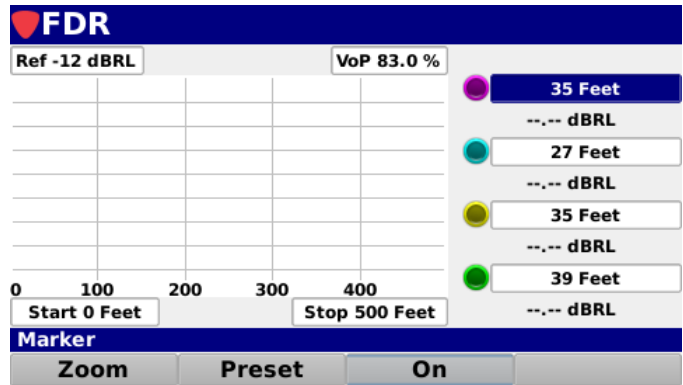 FDR
Ref -12 dBRL
VoP 83.0 %
35 Feet
--.-- dBRL
27 Feet
--.-- dBRL
35 Feet
--.-- dBRL
39 Feet
--.-- dBRL
0 100 200 300 400
Start 0 Feet
Stop 500 Feet
Marker
Zoom Preset On